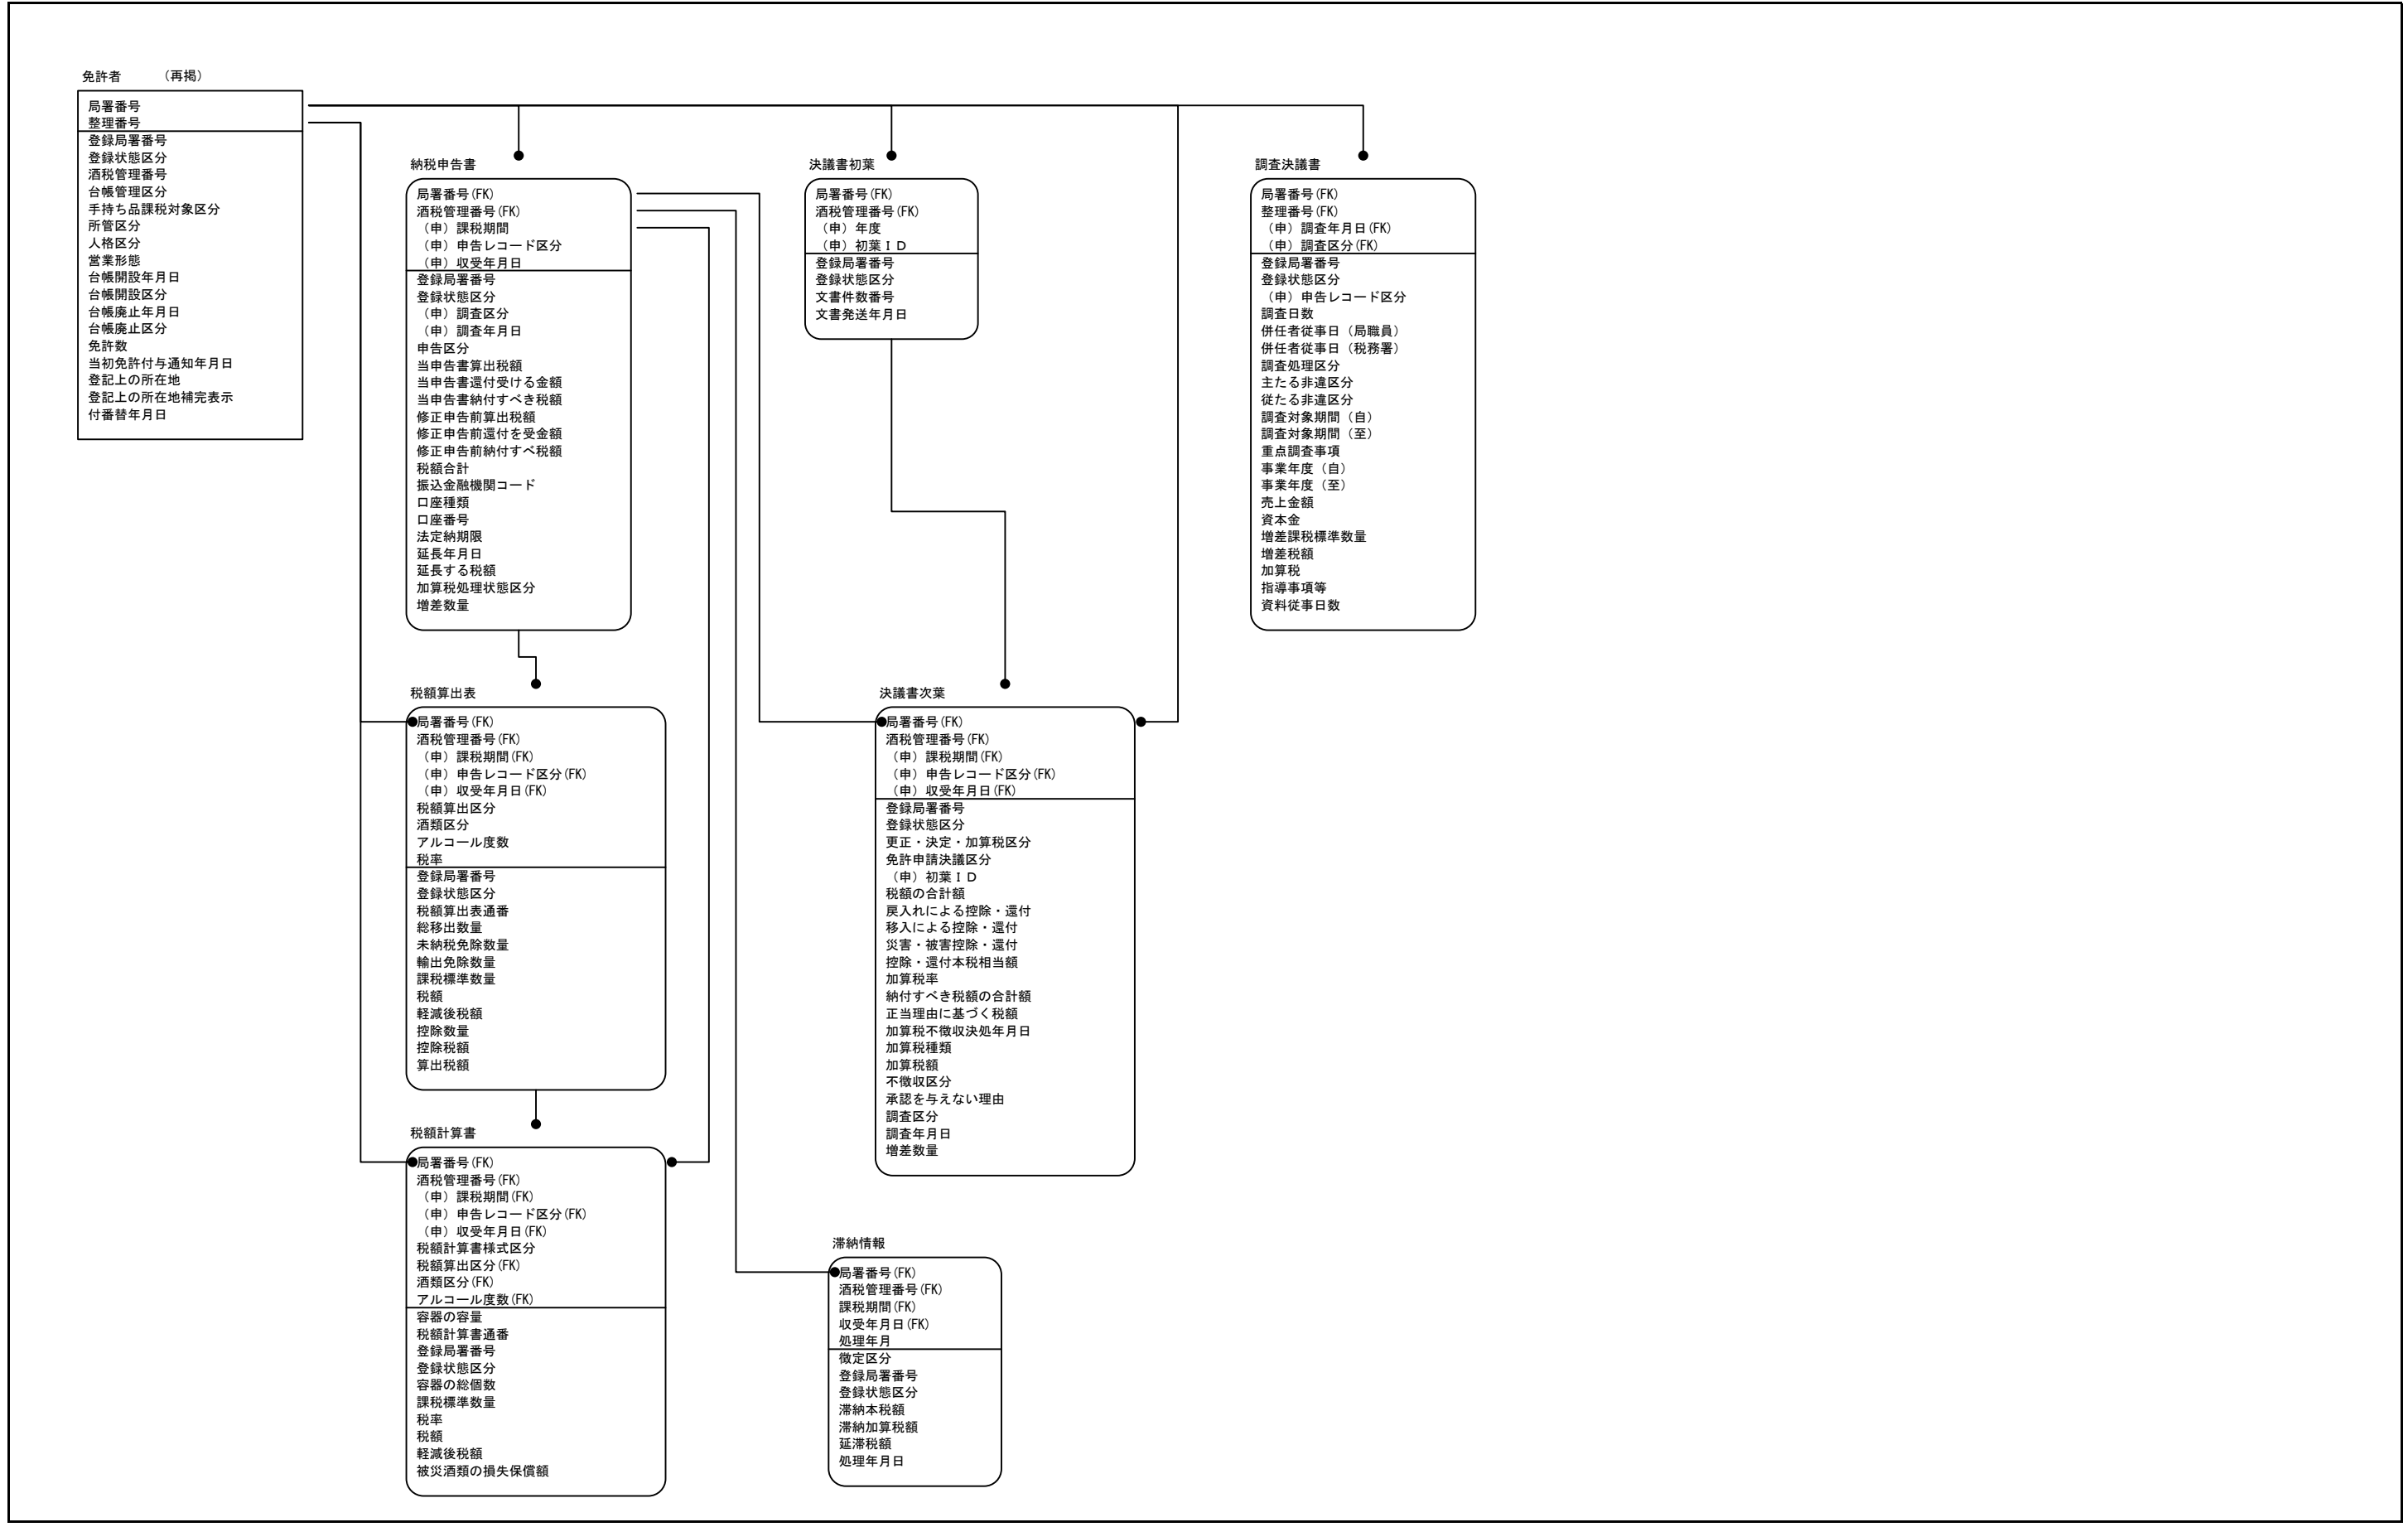 免許者　　　（再掲）
局署番号
整理番号
登録局署番号
登録状態区分
酒税管理番号
台帳管理区分
手持ち品課税対象区分
所管区分
人格区分
営業形態
台帳開設年月日
台帳開設区分
台帳廃止年月日
台帳廃止区分
免許数
当初免許付与通知年月日
登記上の所在地
登記上の所在地補完表示
付番替年月日
納税申告書
局署番号(FK)
酒税管理番号(FK)
（申）課税期間
（申）申告レコード区分
（申）収受年月日
登録局署番号
登録状態区分
（申）調査区分
（申）調査年月日
申告区分
当申告書算出税額
当申告書還付受ける金額
当申告書納付すべき税額
修正申告前算出税額
修正申告前還付を受金額
修正申告前納付すべ税額
税額合計
振込金融機関コード
口座種類
口座番号
法定納期限
延長年月日
延長する税額
加算税処理状態区分
増差数量
決議書初葉
局署番号(FK)
酒税管理番号(FK)
（申）年度
（申）初葉ＩＤ
登録局署番号
登録状態区分
文書件数番号
文書発送年月日
調査決議書
局署番号(FK)
整理番号(FK)
（申）調査年月日(FK)
（申）調査区分(FK)
登録局署番号
登録状態区分
（申）申告レコード区分
調査日数
併任者従事日（局職員）
併任者従事日（税務署）
調査処理区分
主たる非違区分
従たる非違区分
調査対象期間（自）
調査対象期間（至）
重点調査事項
事業年度（自）
事業年度（至）
売上金額
資本金
増差課税標準数量
増差税額
加算税
指導事項等
資料従事日数
税額算出表
局署番号(FK)
酒税管理番号(FK)
（申）課税期間(FK)
（申）申告レコード区分(FK)
（申）収受年月日(FK)
税額算出区分
酒類区分
アルコール度数
税率
登録局署番号
登録状態区分
税額算出表通番
総移出数量
未納税免除数量
輸出免除数量
課税標準数量
税額
軽減後税額
控除数量
控除税額
算出税額
決議書次葉
局署番号(FK)
酒税管理番号(FK)
（申）課税期間(FK)
（申）申告レコード区分(FK)
（申）収受年月日(FK)
登録局署番号
登録状態区分
更正・決定・加算税区分
免許申請決議区分
（申）初葉ＩＤ
税額の合計額
戻入れによる控除・還付
移入による控除・還付
災害・被害控除・還付
控除・還付本税相当額
加算税率
納付すべき税額の合計額
正当理由に基づく税額
加算税不徴収決処年月日
加算税種類
加算税額
不徴収区分
承認を与えない理由
調査区分
調査年月日
増差数量
税額計算書
局署番号(FK)
酒税管理番号(FK)
（申）課税期間(FK)
（申）申告レコード区分(FK)
（申）収受年月日(FK)
税額計算書様式区分
税額算出区分(FK)
酒類区分(FK)
アルコール度数(FK)
容器の容量
税額計算書通番
登録局署番号
登録状態区分
容器の総個数
課税標準数量
税率
税額
軽減後税額
被災酒類の損失保償額
滞納情報
局署番号(FK)
酒税管理番号(FK)
課税期間(FK)
収受年月日(FK)
処理年月
徴定区分
登録局署番号
登録状態区分
滞納本税額
滞納加算税額
延滞税額
処理年月日